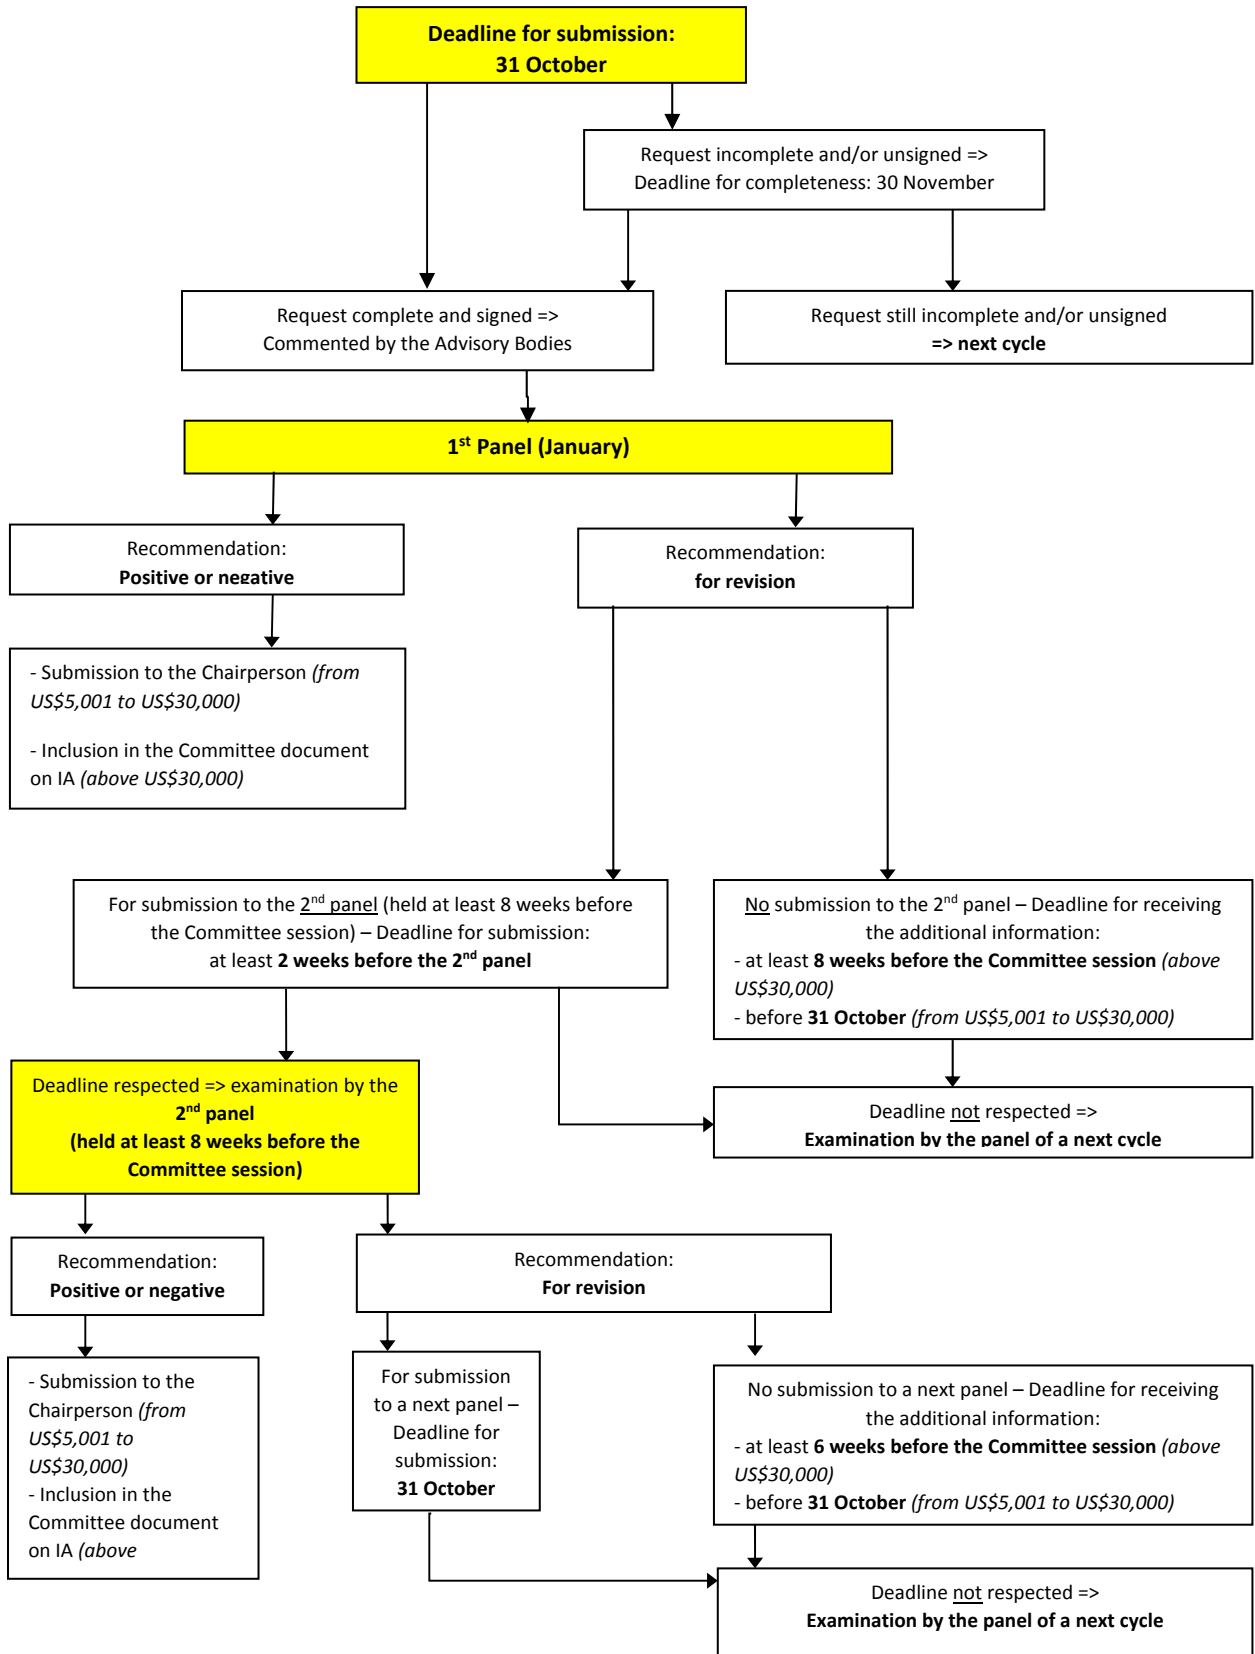 Deadline for submission:
31 October
Request incomplete and/or unsigned =>
Deadline for completeness: 30 November
Request complete and signed =>
Commented by the Advisory Bodies
Request still incomplete and/or unsigned
=> next cycle
1st Panel (January)
Recommendation:
Positive or negative
Recommendation:
for revision
- Submission to the Chairperson (from
US$5,001 to US$30,000)
- Inclusion in the Committee document
on IA (above US$30,000)
For submission to the 2nd panel (held at least 8 weeks before
the Committee session) – Deadline for submission:
at least 2 weeks before the 2nd panel
No submission to the 2nd panel – Deadline for receiving
the additional information:
- at least 8 weeks before the Committee session (above
US$30,000)
- before 31 October (from US$5,001 to US$30,000)
Deadline respected => examination by the
2nd panel
(held at least 8 weeks before the
Committee session)
Deadline not respected =>
Examination by the panel of a next cycle
Recommendation:
Positive or negative
Recommendation:
For revision
- Submission to the
Chairperson (from
US$5,001 to
US$30,000)
- Inclusion in the
Committee document
on IA (above
For submission
to a next panel –
Deadline for
submission:
31 October
No submission to a next panel – Deadline for receiving
the additional information:
- at least 6 weeks before the Committee session (above
US$30,000)
- before 31 October (from US$5,001 to US$30,000)
Deadline not respected =>
Examination by the panel of a next cycle